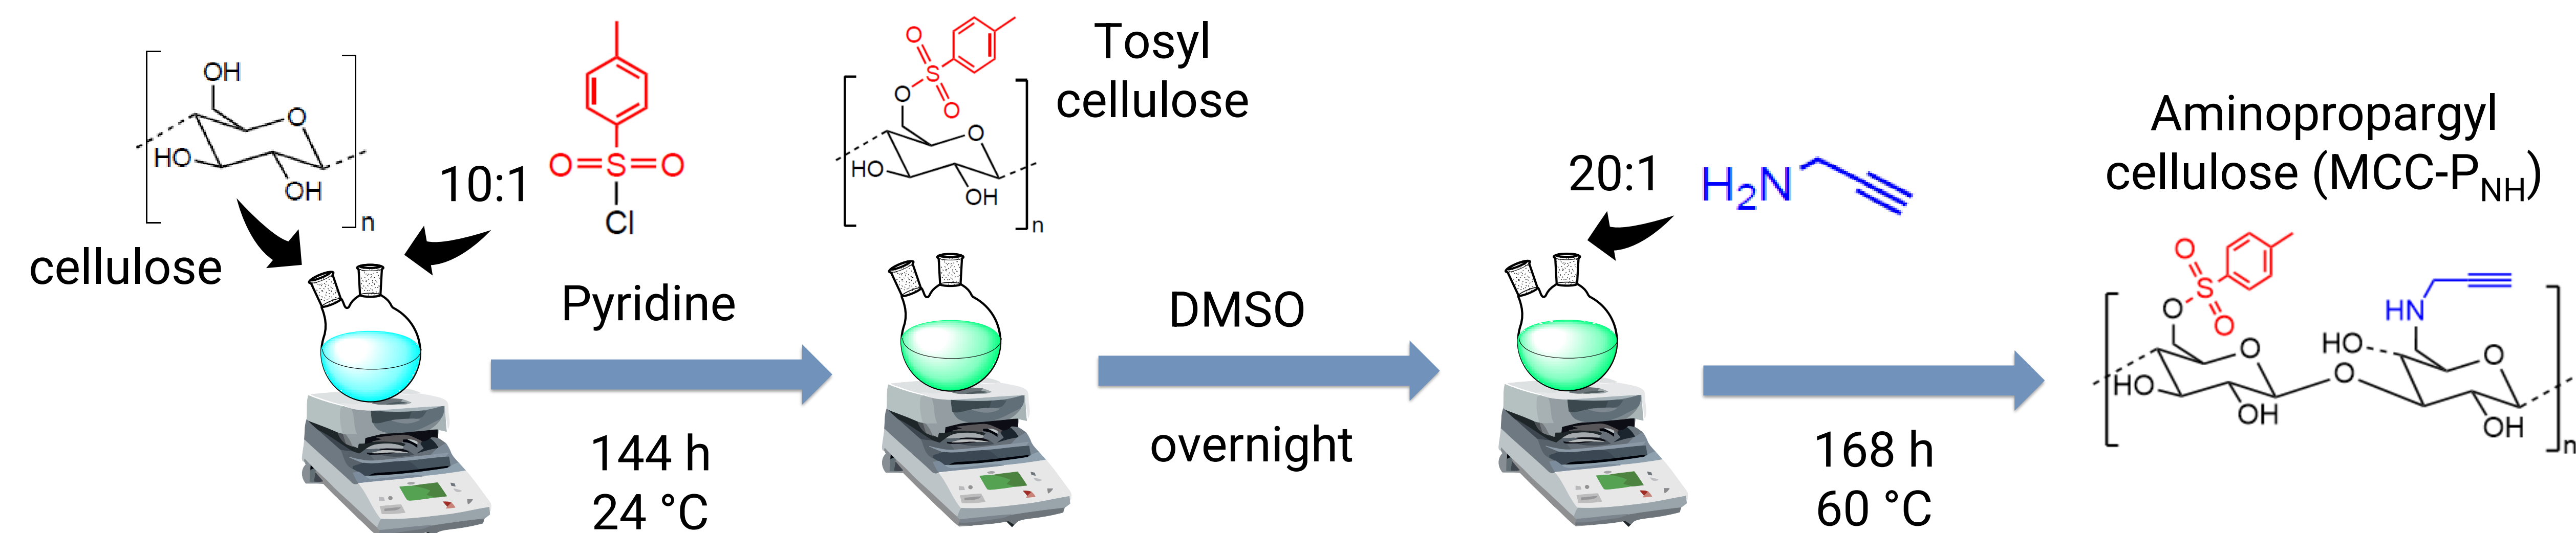 OH
O
HO
OH
n
cellulose
10:1
O=S=O
Cl
Pyridine
144 h
24 °C
O
S
O
O
O
HO
OH
n
Tosyl
cellulose
DMSO
overnight
20:1
H2N
168 h
60 °C
Aminopropargyl
cellulose (MCC-PNH)
O
S
O
O
O
HO
OH
O
HO
HN
O
OH
n